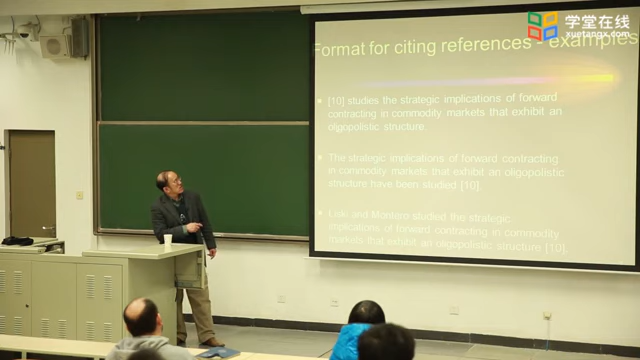 学堂在线
xuetangx.com
Format for citing references - examples
[10] studies the strategic implications of forward
contracting in commodity markets that exhibit an
oligopolistic structure.
The strategic implications of forward contracting
in commodity markets that exhibit an oligopolistic
structure have been studied [10].
Liski and Montero studied the strategic
implications of forward contracting in commodity
markets that exhibit an oligopolistic structure [10].